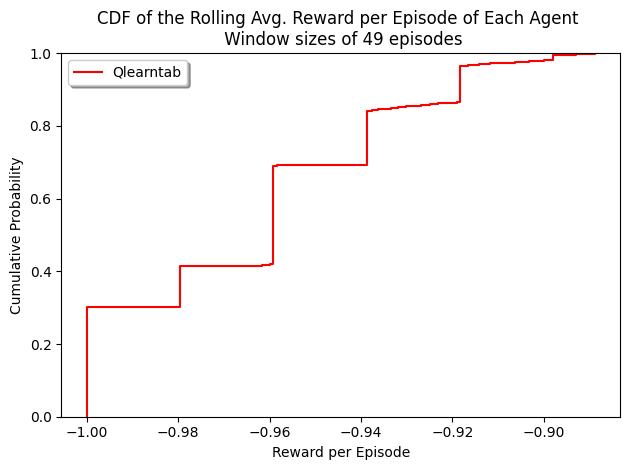 CDF of the Rolling Avg. Reward per Episode of Each Agent
Window sizes of 49 episodes
Qlearntab
Cumulative Probability
1.0
0.8
0.6
0.4
0.2
0.0
−1.00 −0.98 −0.96 −0.94 −0.92 −0.90
Reward per Episode